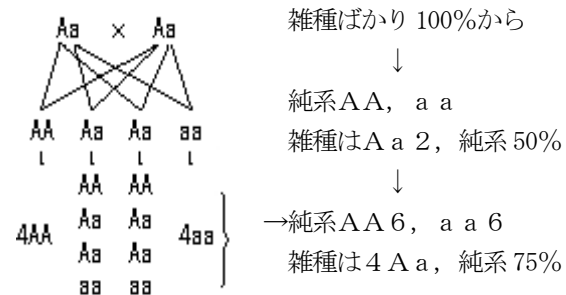 Aa × Aa
AA Aa Aa aa
ι ι ι ι
AA AA
4AA Aa Aa 4aa
Aa Aa
aa aa
雑種ばかり 100%から
↓
純系ＡＡ，ａａ
雑種はＡａ２，純系 50%
↓
→純系ＡＡ６，ａａ６
雑種は４Ａａ，純系 75%